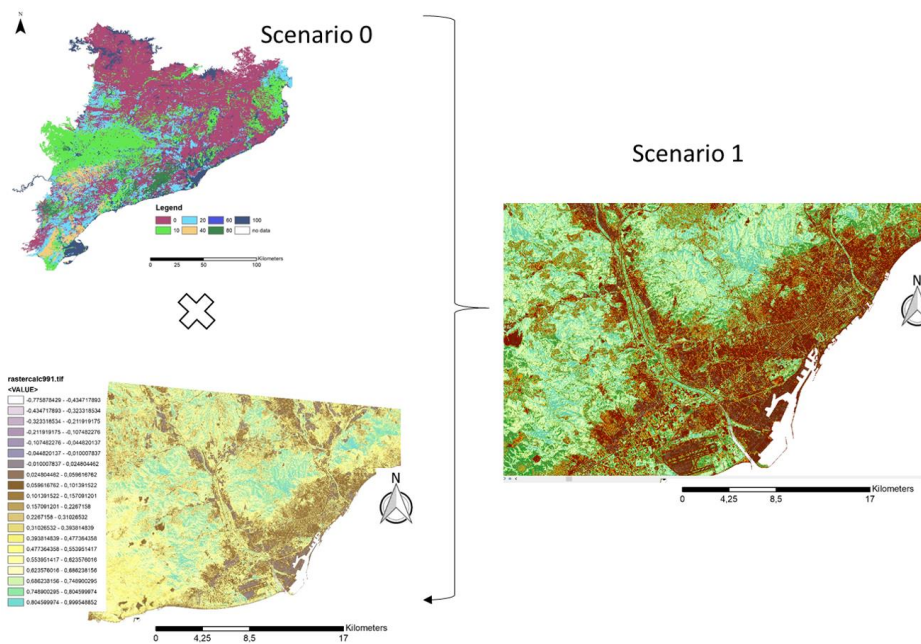 N
Scenario 0
Legend
0 20 60 100
10 40 80 no data
Kilometers
0 25 50 100
Scenario 1
rastercalc991.tif
<VALUE>
-0,775878429 - -0,434717893
-0,434717893 - -0,323318534
-0,323318534 - -0,211919175
-0,211919175 - -0,107482276
-0,107482276 - -0,044820137
-0,044820137 - -0,010007837
-0,010007837 - 0,024804462
0,024804462 - 0,059616762
0,059616762 - 0,101391522
0,101391522 - 0,157091201
0,157091201 - 0,2267158
0,2267158 - 0,31026532
0,31026532 - 0,393814839
0,393814839 - 0,477364358
0,477364358 - 0,553951417
0,553951417 - 0,623576016
0,623576016 - 0,686238156
0,686238156 - 0,748900295
0,748900295 - 0,804599974
0,804599974 - 0,999548852
N
Kilometers
0 4,25 8,5 17
N
Kilometers
0 4,25 8,5 17